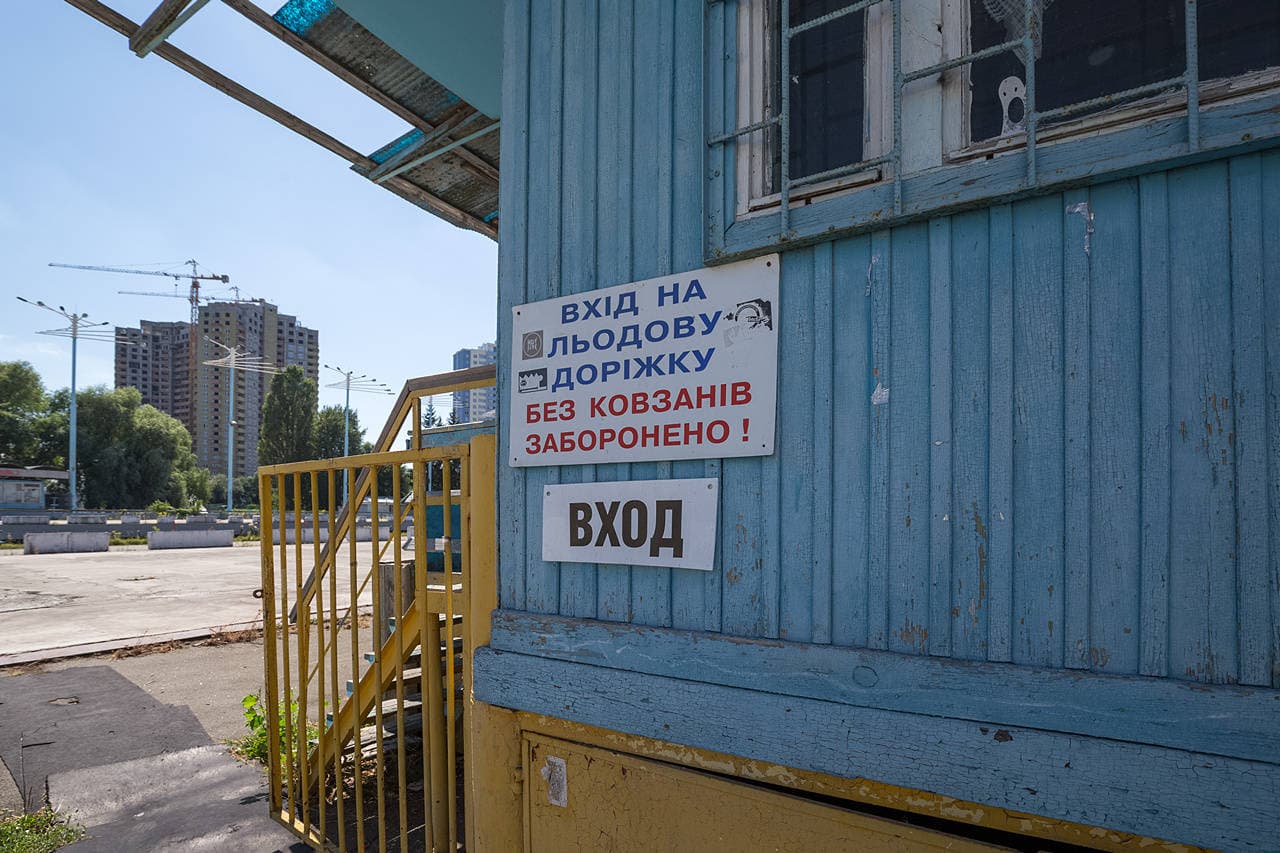 ВХІД НА
ЛЬОДОВУ
ДОРІЖКУ
БЕЗ КОВЗАНІВ
ЗАБОРОНЕНО !
ВХОД